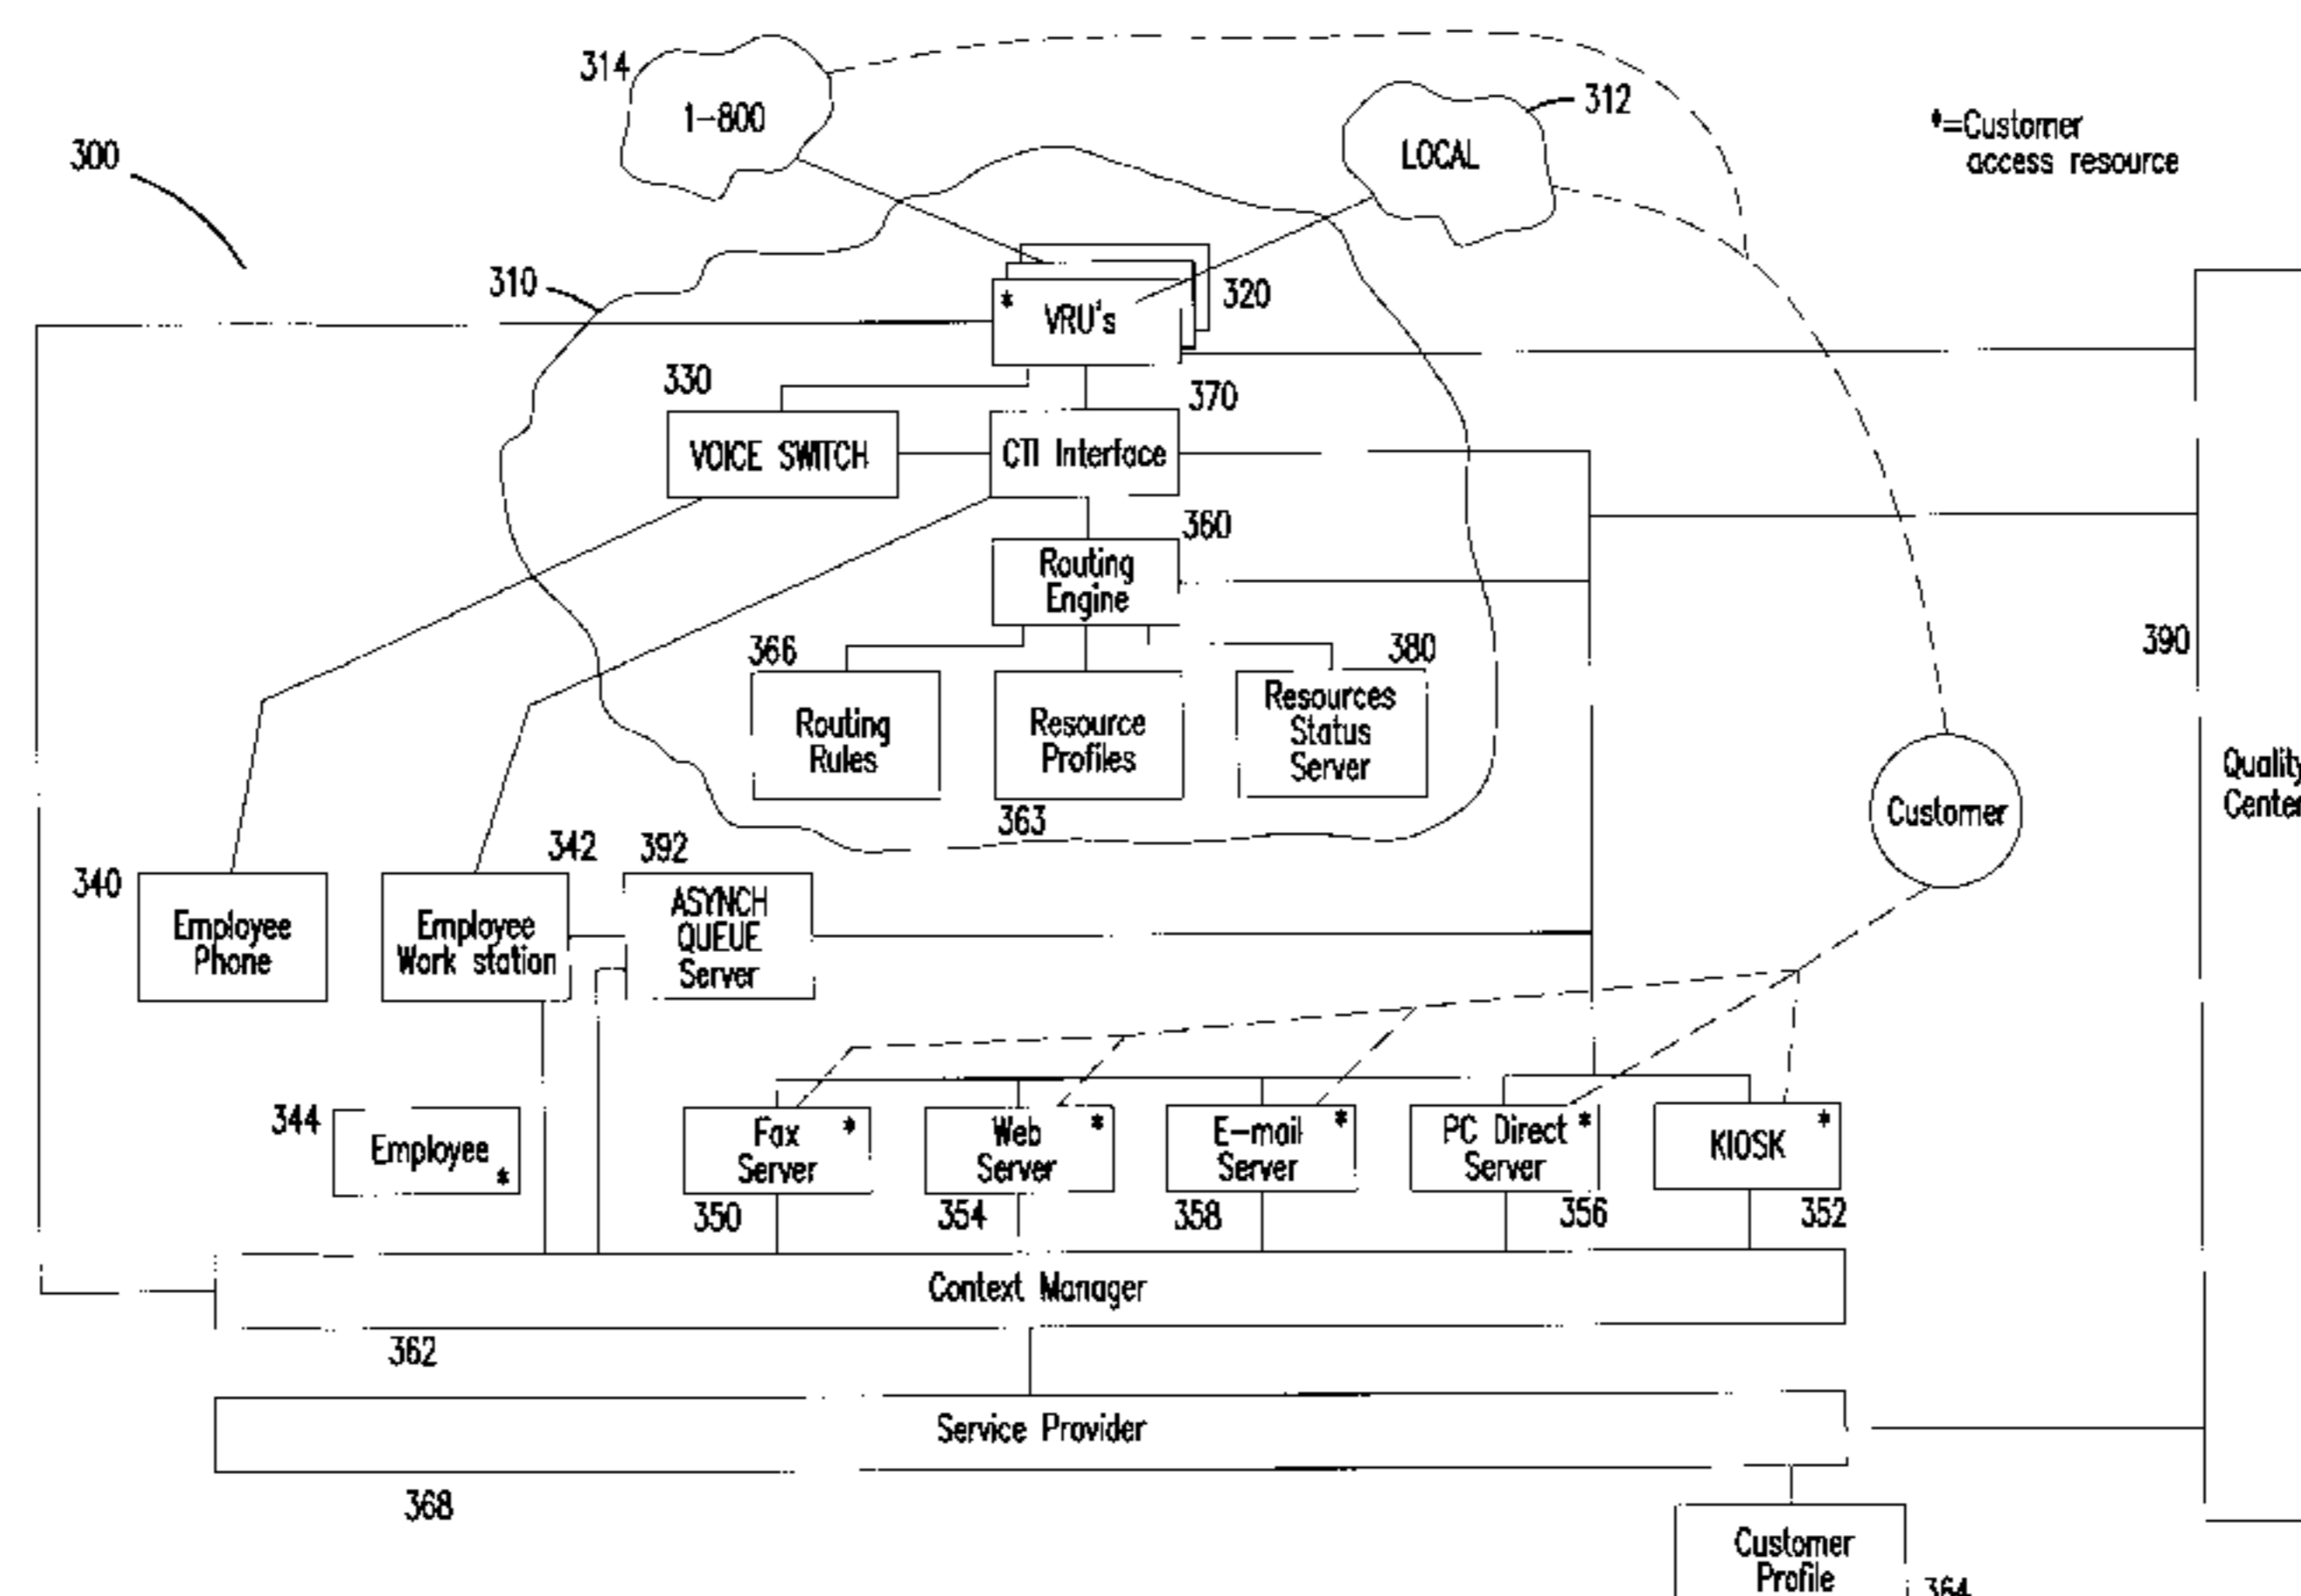 314
1-800
312
LOCAL
*=Customer
access resource
300
310
*
VRU's
320
330
370
VOICE SWITCH
CTI Interface
360
Routing
Engine
366
380
390
Routing
Rules
Resource
Profiles
Resources
Status
Server
363
Quality
Center
Customer
340
342
392
Employee
Phone
Employee
Work station
ASYNCH
QUEUE
Server
344
Employee
*
Fax *
Server
Web *
Server
E-mail *
Server
PC Direct *
Server
KIOSK *
350
354
358
356
352
Context Manager
362
Service Provider
368
Customer
Profile
364